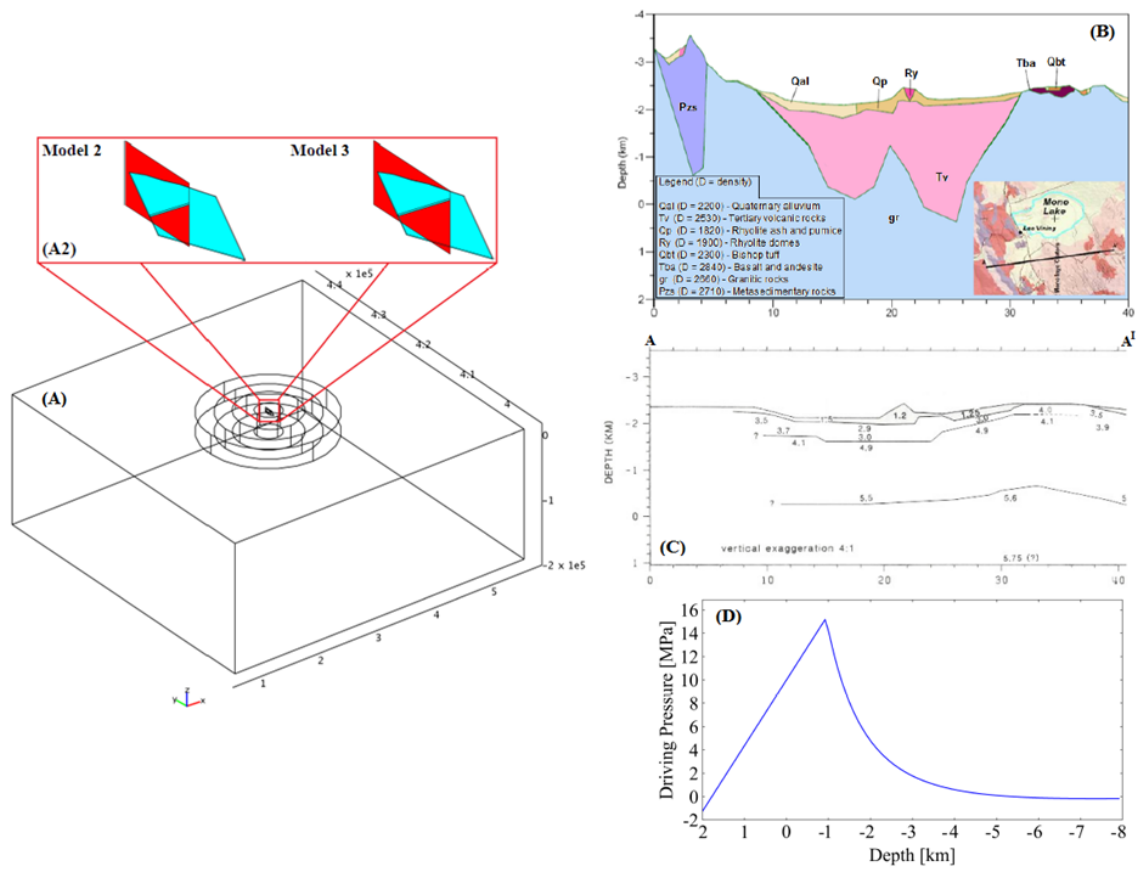 Model 2
Model 3
(A2)
(A)
x 1e5
4.4
4.3
4.2
4.1
4
0
-1
-2 x 1e5
5
4
3
2
1
z
y
x
(B)
-4
-3
-2
-1
0
1
2
Depth (km)
Pzs
Qal
Qp
Ry
Tba
Qbt
Tv
gr
Legend (D = density)
Qal (D = 2200) - Quaternary alluvium
Tv (D = 2530) - Tertiary volcanic rocks
Qp (D = 1820) - Rhyolite ash and pumice
Ry (D = 1900) - Rhyolite domes
Qbt (D = 2300) - Bishop tuff
Tba (D = 2840) - Basalt and andesite
gr (D = 2660) - Granitic rocks
Pzs (D = 2710) - Metasedimentary rocks
Mono
Lake
Lee Vining
0
10
20
30
40
A
A^I
-3
-2
-1
0
1
DEPTH (KM)
3.5
1.5
1.2
4.0
3.5
3.7
2.9
3.0
4.1
3.9
?
4.1
3.0
4.9
4.9
?
5.5
5.6
5
vertical exaggeration 4:1
6.75 (?)
(C)
0
10
20
30
40
(D)
16
14
12
10
8
6
4
2
0
-2
Driving Pressure [MPa]
2
1
0
-1
-2
-3
-4
-5
-6
-7
-8
Depth [km]